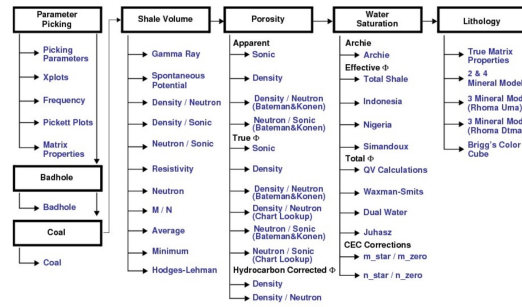 Parameter
Picking
Picking
Parameters
Xplots
Frequency
Pickett Plots
Matrix
Properties
Badhole
Badhole
Coal
Coal
Shale Volume
Gamma Ray
Spontaneous
Potential
Density / Neutron
Density / Sonic
Neutron / Sonic
Resistivity
Neutron
M / N
Average
Minimum
Hodges-Lehman
Porosity
Apparent
Sonic
Density
Density / Neutron
(Bateman&Konen)
Neutron / Sonic
(Bateman&Konen)
True Φ
Sonic
Density
Density / Neutron
(Bateman&Konen)
Density / Neutron
(Chart Lookup)
Neutron / Sonic
(Bateman&Konen)
Neutron / Sonic
(Chart Lookup)
Hydrocarbon Corrected Φ
Density
Density / Neutron
Water
Saturation
Archie
Archie
Effective Φ
Total Shale
Indonesia
Nigeria
Simandoux
Total Φ
QV Calculations
Waxman-Smits
Dual Water
Juhasz
CEC Corrections
m_star / m_zero
n_star / n_zero
Lithology
True Matrix
Properties
2 & 4
Mineral Model
3 Mineral Mod
(Rhoma Uma)
3 Mineral Mod
(Rhoma Dtma
Brigg's Color
Cube